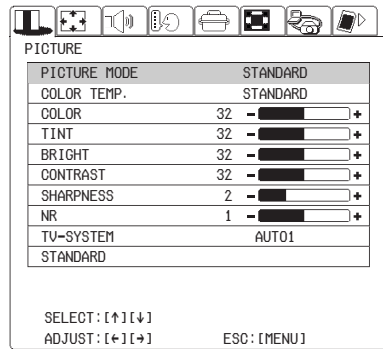 PICTURE
PICTURE MODE STANDARD
COLOR TEMP. STANDARD
COLOR 32 - +
TINT 32 - +
BRIGHT 32 - +
CONTRAST 32 - +
SHARPNESS 2 - +
NR 1 - +
TV-SYSTEM AUTO1
STANDARD
SELECT:[↑][↓]
ADJUST:[←][→] ESC:[MENU]